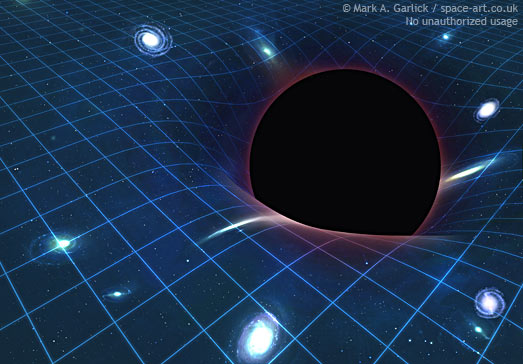 © Mark A. Garlick / space-art.co.uk
No unauthorized usage